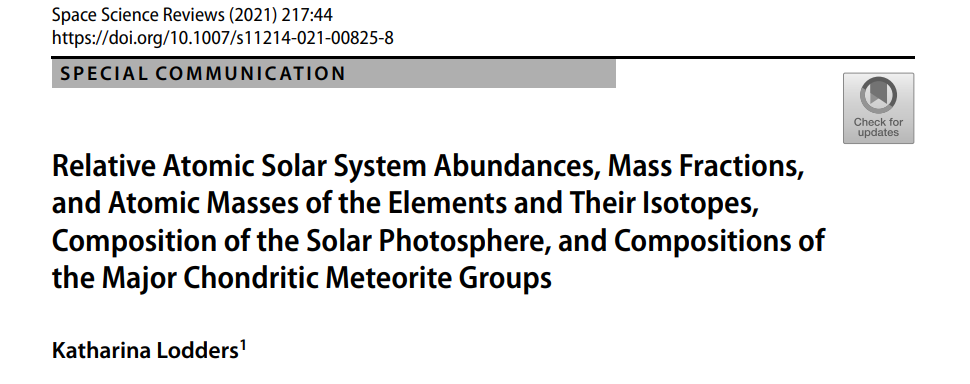 Space Science Reviews (2021) 217:44
https://doi.org/10.1007/s11214-021-00825-8
SPECIAL COMMUNICATION
Check for
updates
Relative Atomic Solar System Abundances, Mass Fractions,
and Atomic Masses of the Elements and Their Isotopes,
Composition of the Solar Photosphere, and Compositions of
the Major Chondritic Meteorite Groups
Katharina Lodders1